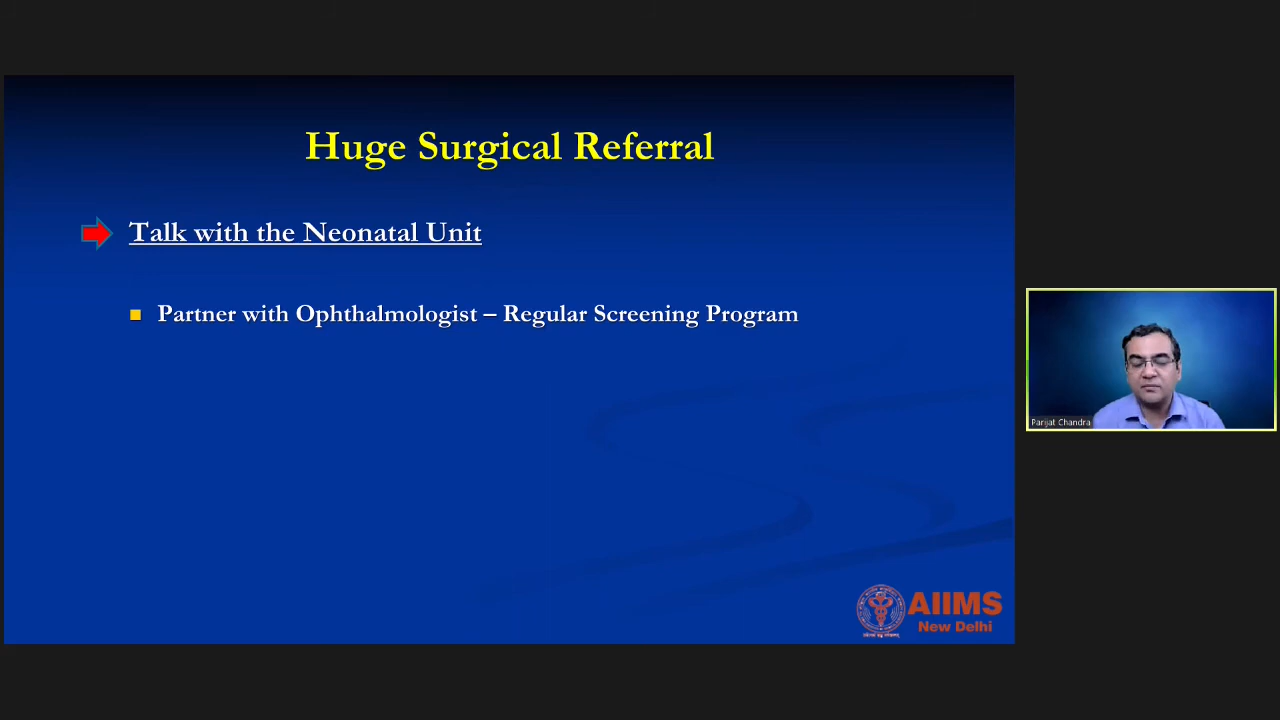 Huge Surgical Referral
Talk with the Neonatal Unit
Partner with Ophthalmologist – Regular Screening Program
Parijat Chandra
AIIMS
New Delhi